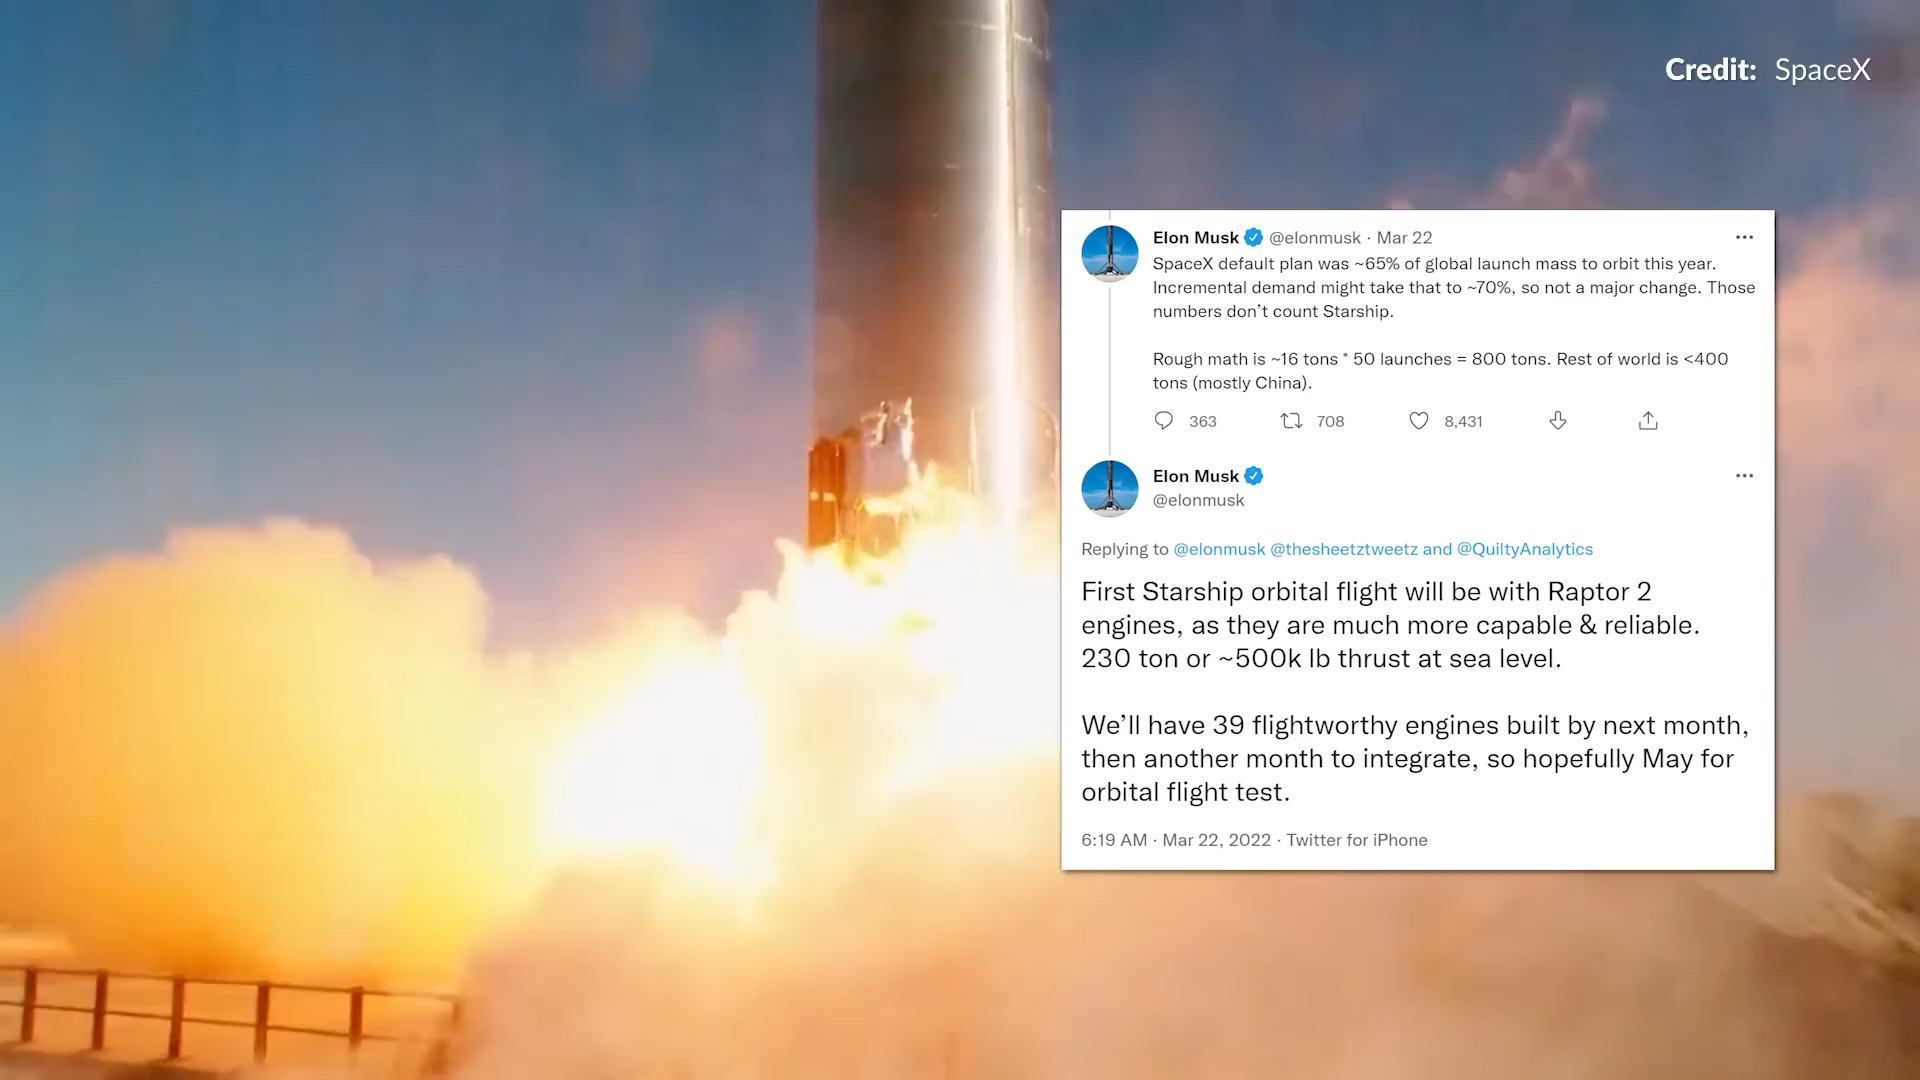 Credit: SpaceX
Elon Musk @elonmusk · Mar 22
SpaceX default plan was ~65% of global launch mass to orbit this year.
Incremental demand might take that to ~70%, so not a major change. Those
numbers don’t count Starship.
Rough math is ~16 tons * 50 launches = 800 tons. Rest of world is <400
tons (mostly China).
363 708 8,431
Elon Musk
@elonmusk
Replying to @elonmusk @thesheetztweetz and @QuiltyAnalytics
First Starship orbital flight will be with Raptor 2
engines, as they are much more capable & reliable.
230 ton or ~500k lb thrust at sea level.
We’ll have 39 flightworthy engines built by next month,
then another month to integrate, so hopefully May for
orbital flight test.
6:19 AM · Mar 22, 2022 · Twitter for iPhone